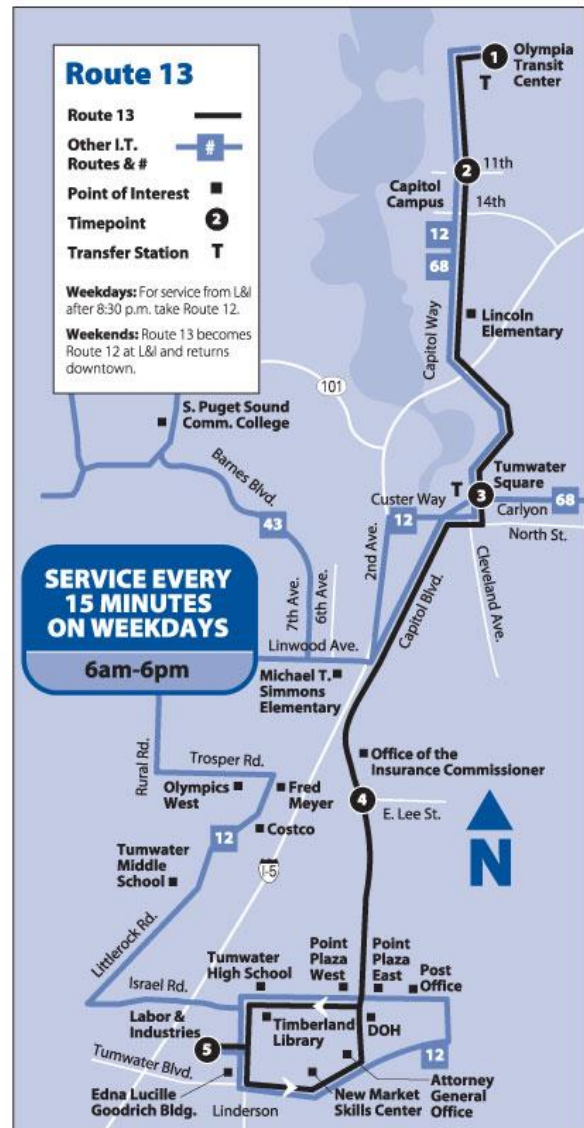 Route 13
Route 13
Other I.T.
Routes & #
#
Point of Interest
Timepoint
2
Transfer Station
T
Weekdays: For service from L&I
after 8:30 p.m. take Route 12.
Weekends: Route 13 becomes
Route 12 at L&I and returns
downtown.
1
Olympia
Transit
Center
T
2
11th
Capitol
Campus
14th
12
68
Capitol Way
Lincoln
Elementary
101
S. Puget Sound
Comm. College
Barnes Blvd.
43
Tumwater
Square
T
3
Custer Way
12
Carlyon
68
North St.
2nd Ave.
Capitol Blvd.
Cleveland Ave.
7th Ave.
6th Ave.
SERVICE EVERY
15 MINUTES
ON WEEKDAYS
6am-6pm
Linwood Ave.
Michael T.
Simmons
Elementary
Rural Rd.
Trosper Rd.
Olympics
West
Fred
Meyer
Office of the
Insurance Commissioner
4
E. Lee St.
N
12
Costco
Tumwater
Middle
School
I-5
Littlerock Rd.
Tumwater
High School
Point
Plaza
West
Point
Plaza
East
Post
Office
Israel Rd.
Labor &
Industries
Timberland
Library
DOH
5
Tumwater Blvd.
12
Edna Lucille
Goodrich Bldg.
Linderson
New Market
Skills Center
Attorney
General
Office